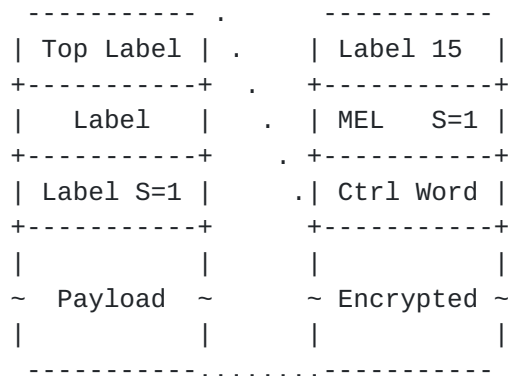 ----------- .      -----------
| Top Label | .    | Label 15  |
+-----------+  .   +-----------+
|   Label   |   .  | MEL   S=1 |
+-----------+    . +-----------+
| Label S=1 |     .| Ctrl Word |
+-----------+      +-----------+
|           |      |           |
~  Payload  ~      ~ Encrypted ~
|           |      |           |
 -----------........-----------